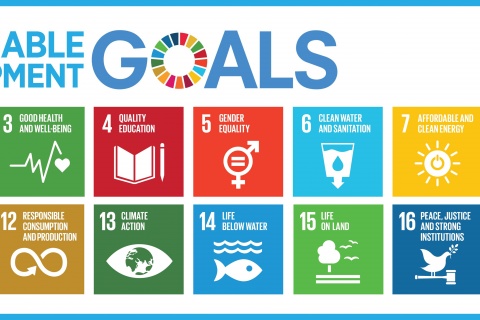 ABLE
PMENT
GOALS
3 GOOD HEALTH
AND WELL-BEING
4 QUALITY
EDUCATION
5 GENDER
EQUALITY
6 CLEAN WATER
AND SANITATION
7 AFFORDABLE AND
CLEAN ENERGY
12 RESPONSIBLE
CONSUMPTION
AND PRODUCTION
13 CLIMATE
ACTION
14 LIFE
BELOW WATER
15 LIFE
ON LAND
16 PEACE, JUSTICE
AND STRONG
INSTITUTIONS